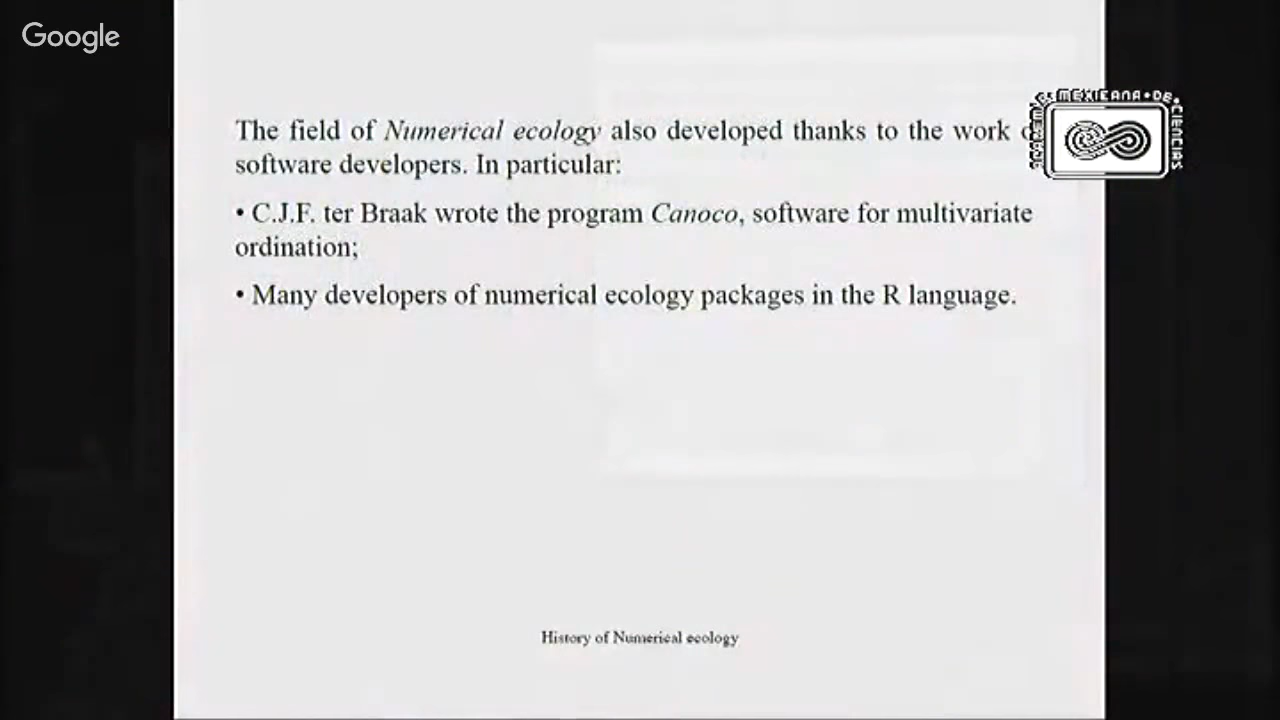 Google
The field of Numerical ecology also developed thanks to the work
software developers. In particular:
• C.J.F. ter Braak wrote the program Canoco, software for multivariate
ordination;
• Many developers of numerical ecology packages in the R language.
MEXICANA • DE
CIENCIAS
History of Numerical ecology